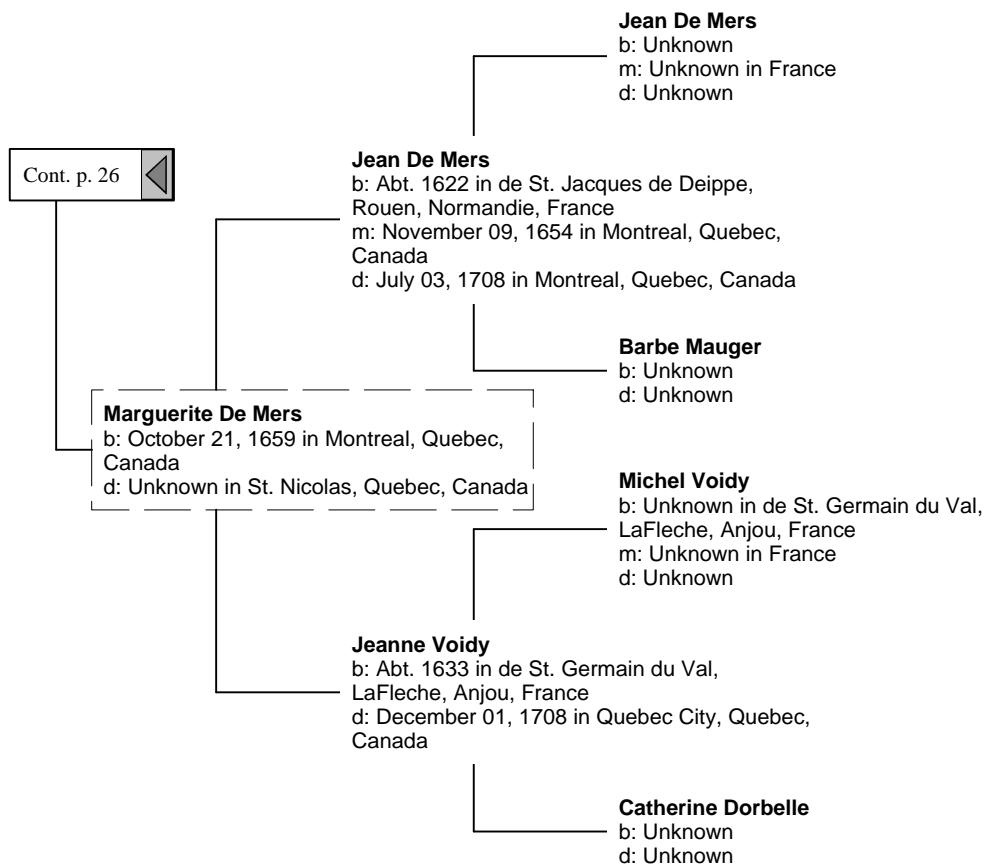 Jean De Mers
b: Unknown
m: Unknown in France
d: Unknown
Cont. p. 26
Jean De Mers
b: Abt. 1622 in de St. Jacques de Deippe,
Rouen, Normandie, France
m: November 09, 1654 in Montreal, Quebec,
Canada
d: July 03, 1708 in Montreal, Quebec, Canada
Barbe Mauger
b: Unknown
d: Unknown
Marguerite De Mers
b: October 21, 1659 in Montreal, Quebec,
Canada
d: Unknown in St. Nicolas, Quebec, Canada
Michel Voidy
b: Unknown in de St. Germain du Val,
LaFleche, Anjou, France
m: Unknown in France
d: Unknown
Jeanne Voidy
b: Abt. 1633 in de St. Germain du Val,
LaFleche, Anjou, France
d: December 01, 1708 in Quebec City, Quebec,
Canada
Catherine Dorbelle
b: Unknown
d: Unknown